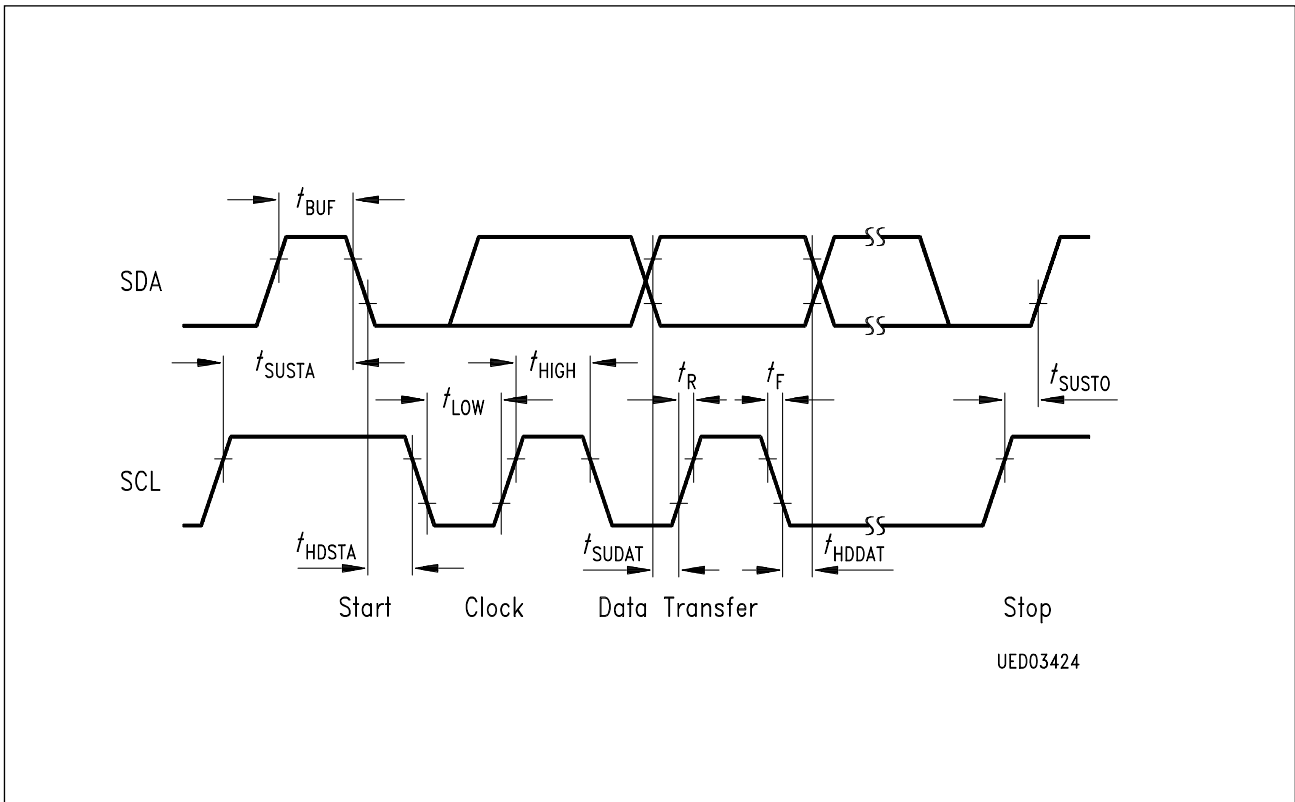 tBUF
SDA
tSUSTA
tHIGH
tR
tF
tSUSTO
tLOW
SCL
tHDSTA
tSUDAT
tHDDAT
Start
Clock
Data Transfer
Stop
UED03424